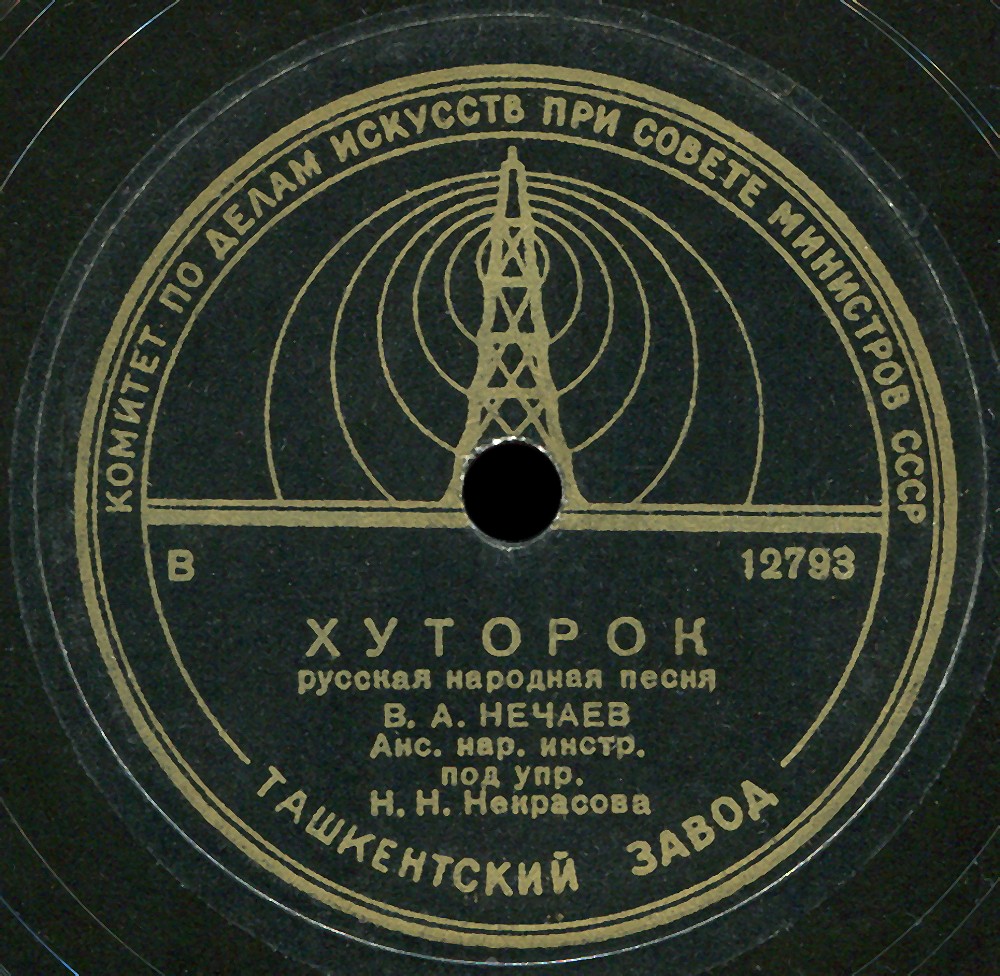 КОМИТЕТ ПО ДЕЛАМ ИСКУССТВ ПРИ СОВЕТЕ МИНИСТРОВ СССР
В 12793
ХУТОРОК
русская народная песня
В. А. НЕЧАЕВ
Анс. нар. инстр.
под упр.
Н. Н. Некрасова
ТАШКЕНТСКИЙ ЗАВОД